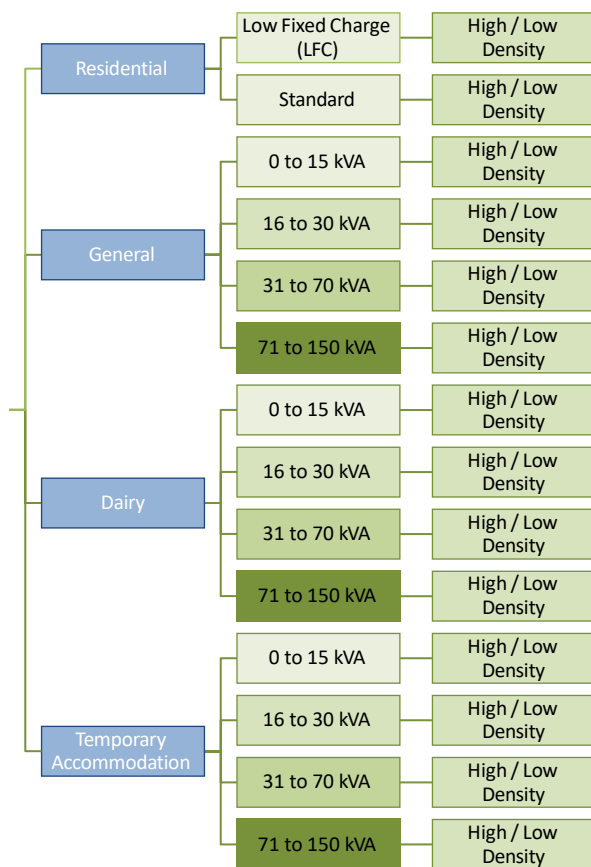 Residential
Low Fixed Charge
(LFC)
High / Low
Density
Standard
High / Low
Density
General
0 to 15 kVA
High / Low
Density
16 to 30 kVA
High / Low
Density
31 to 70 kVA
High / Low
Density
71 to 150 kVA
High / Low
Density
Dairy
0 to 15 kVA
High / Low
Density
16 to 30 kVA
High / Low
Density
31 to 70 kVA
High / Low
Density
71 to 150 kVA
High / Low
Density
Temporary
Accommodation
0 to 15 kVA
High / Low
Density
16 to 30 kVA
High / Low
Density
31 to 70 kVA
High / Low
Density
71 to 150 kVA
High / Low
Density